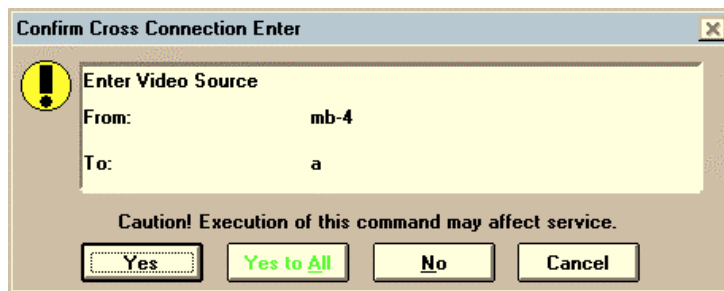 Confirm Cross Connection Enter
Enter Video Source
From: mb-4
To: a
Caution! Execution of this command may affect service.
Yes Yes to All No Cancel